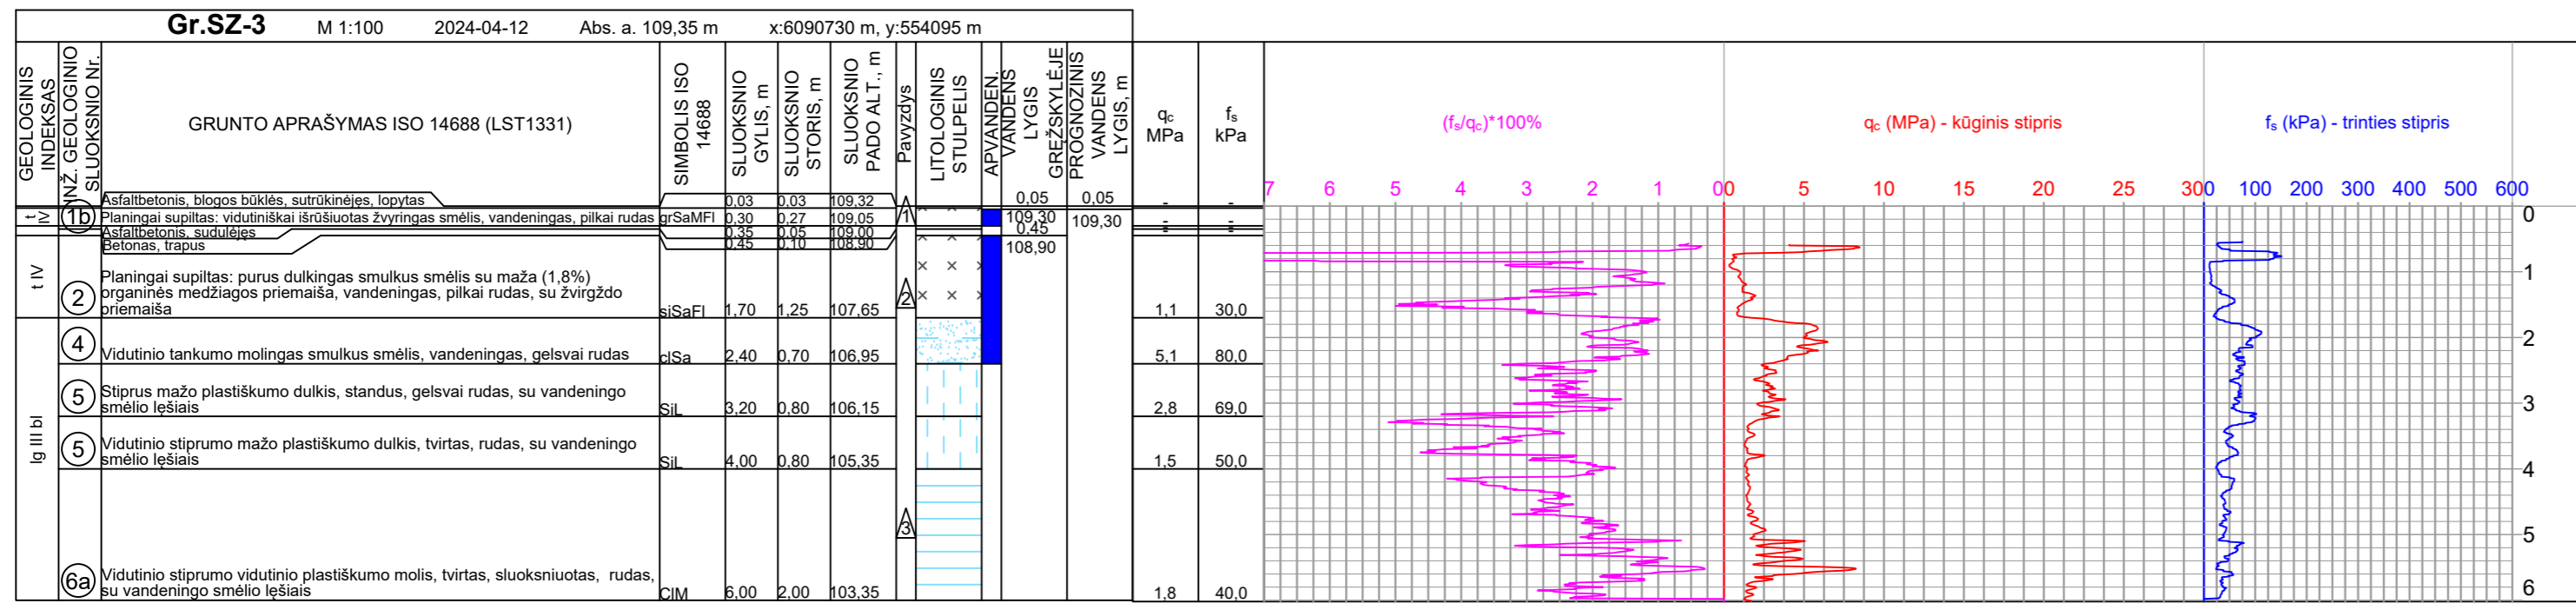 Gr.SZ-3 M 1:100 2024-04-12 Abs. a. 109,35 m x:6090730 m, y:554095 m
GEOLOGINIS
INDEKSAS
INŽ. GEOLOGINIO
SLUOKSNIO Nr.
GRUNTO APRAŠYMAS ISO 14688 (LST1331)
SIMBOLIS ISO
14688
SLUOKSNIO
GYLIS, m
SLUOKSNIO
STORIS, m
SLUOKSNIO
PADO ALT., m
Pavyzdys
LITOLOGINIS
STULPELIS
APVANDEN.
VANDENS
LYGIS
GRĘŽSKYLĖJE
PROGNOZINIS
VANDENS
LYGIS, m
qc
MPa
fs
kPa
(fs/qc)*100%
qc (MPa) - kūginis stipris
fs (kPa) - trinties stipris
7 6 5 4 3 2 1 0
0 5 10 15 20 25 30
0 100 200 300 400 500 600
Asfaltbetonis, blogos būklės, sutrūkinėjęs, lopytas 0,03 0,03 109,32 0,05 0,05 - -
t IV 1b Planingai supiltas: vidutiniškai išrūšiuotas žvyringas smėlis, vandeningas, pilkai rudas grSaMFl 0,30 0,27 109,05 1 109,30 109,30 - -
Asfaltbetonis, sudulėjęs 0,35 0,05 109,00 0,45 - -
Betonas, trapus 0,45 0,10 108,90 108,90
t IV 2 Planingai supiltas: purus dulkingas smulkus smėlis su maža (1,8%)
organinės medžiagos priemaiša, vandeningas, pilkai rudas, su žvirgždo
priemaiša siSaFl 1,70 1,25 107,65 2 1,1 30,0
lg III bl
4 Vidutinio tankumo molingas smulkus smėlis, vandeningas, gelsvai rudas clSa 2,40 0,70 106,95 5,1 80,0
5 Stiprus mažo plastiškumo dulkis, standus, gelsvai rudas, su vandeningo
smėlio lęšiais SiL 3,20 0,80 106,15 2,8 69,0
5 Vidutinio stiprumo mažo plastiškumo dulkis, tvirtas, rudas, su vandeningo
smėlio lęšiais SiL 4,00 0,80 105,35 1,5 50,0
3
6a Vidutinio stiprumo vidutinio plastiškumo molis, tvirtas, sluoksniuotas, rudas,
su vandeningo smėlio lęšiais ClM 6,00 2,00 103,35 1,8 40,0
0
1
2
3
4
5
6